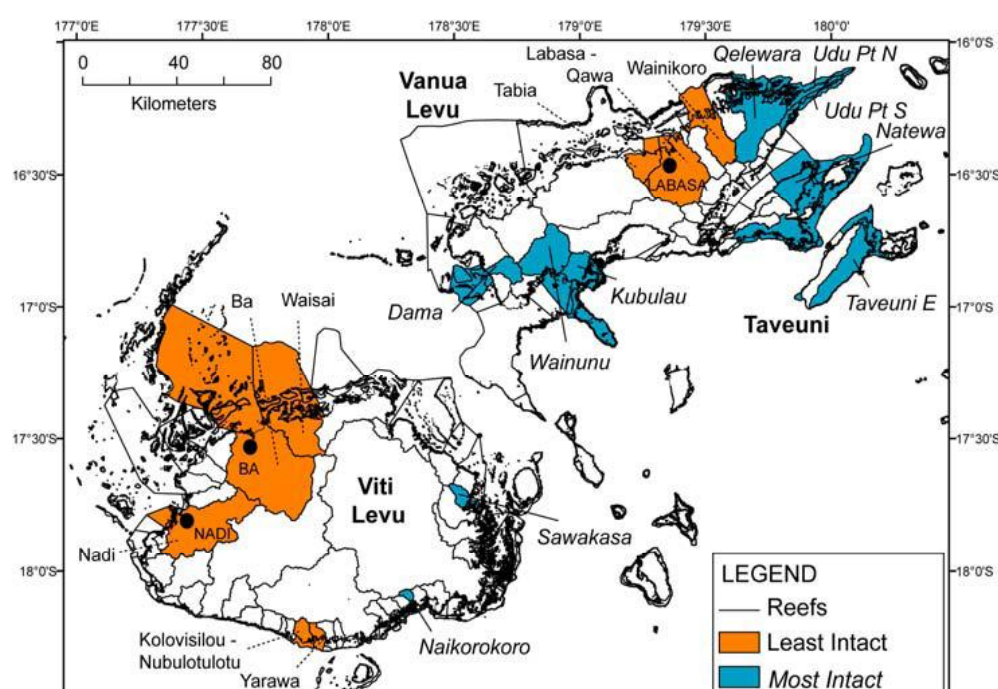 177°0'E 177°30'E 178°0'E 178°30'E 179°0'E 179°30'E 180°0'
0 40 80
Kilometers
16°0'S
Vanua
Levu
Labasa -
Qawa
Wainikoro
Qelewara
Udu Pt N
Tabia
Udu Pt S
Natewa
16°30'S 16°30'S
LABASA
Dama
Kubulau
Taveuni E
17°0'S 17°0'S
Taveuni
Wainunu
Ba
Waisai
17°30'S 17°30'S
BA
Viti
Levu
Sawakasa
NADI
Nadi
18°0'S 18°0'S
Kolovisilou -
Nubulotulotu
Yarawa
Naikorokoro
LEGEND
Reefs
Least Intact
Most Intact